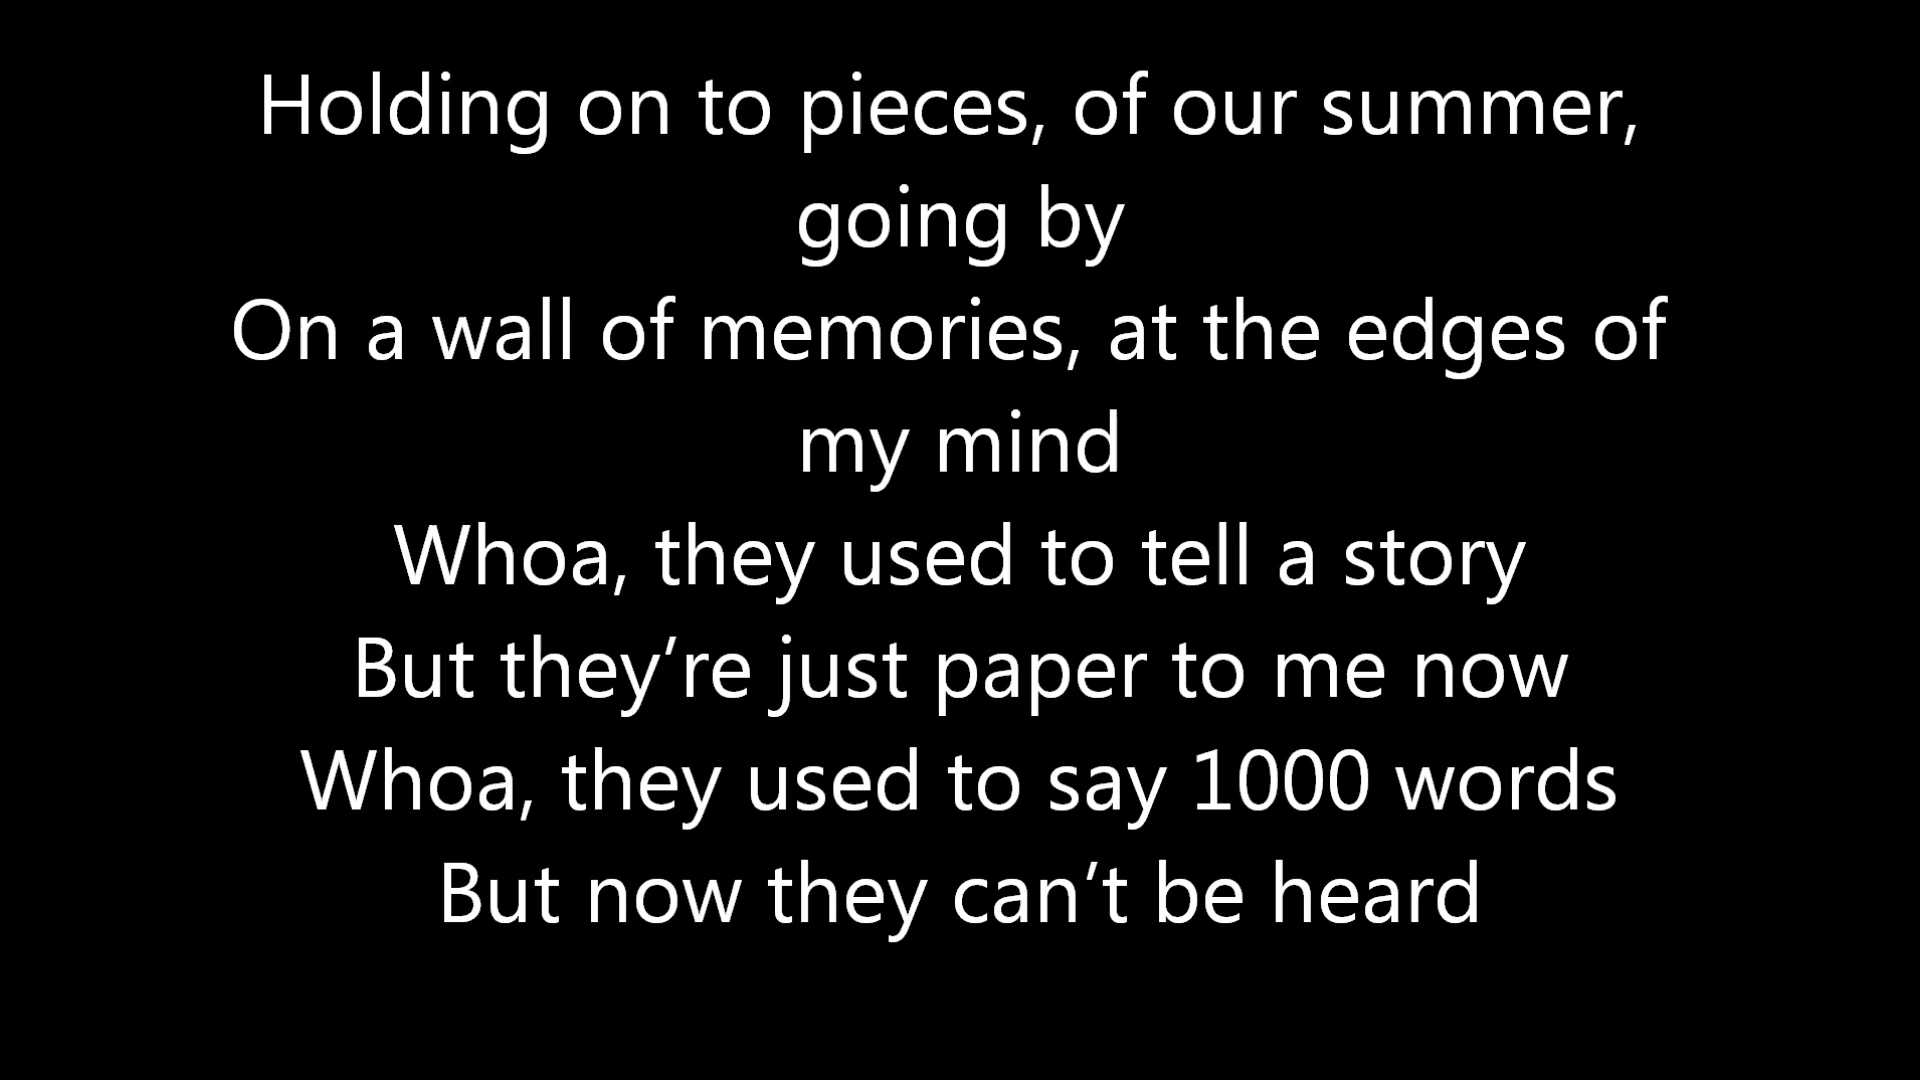 Holding on to pieces, of our summer,
going by
On a wall of memories, at the edges of
my mind
Whoa, they used to tell a story
But they’re just paper to me now
Whoa, they used to say 1000 words
But now they can’t be heard